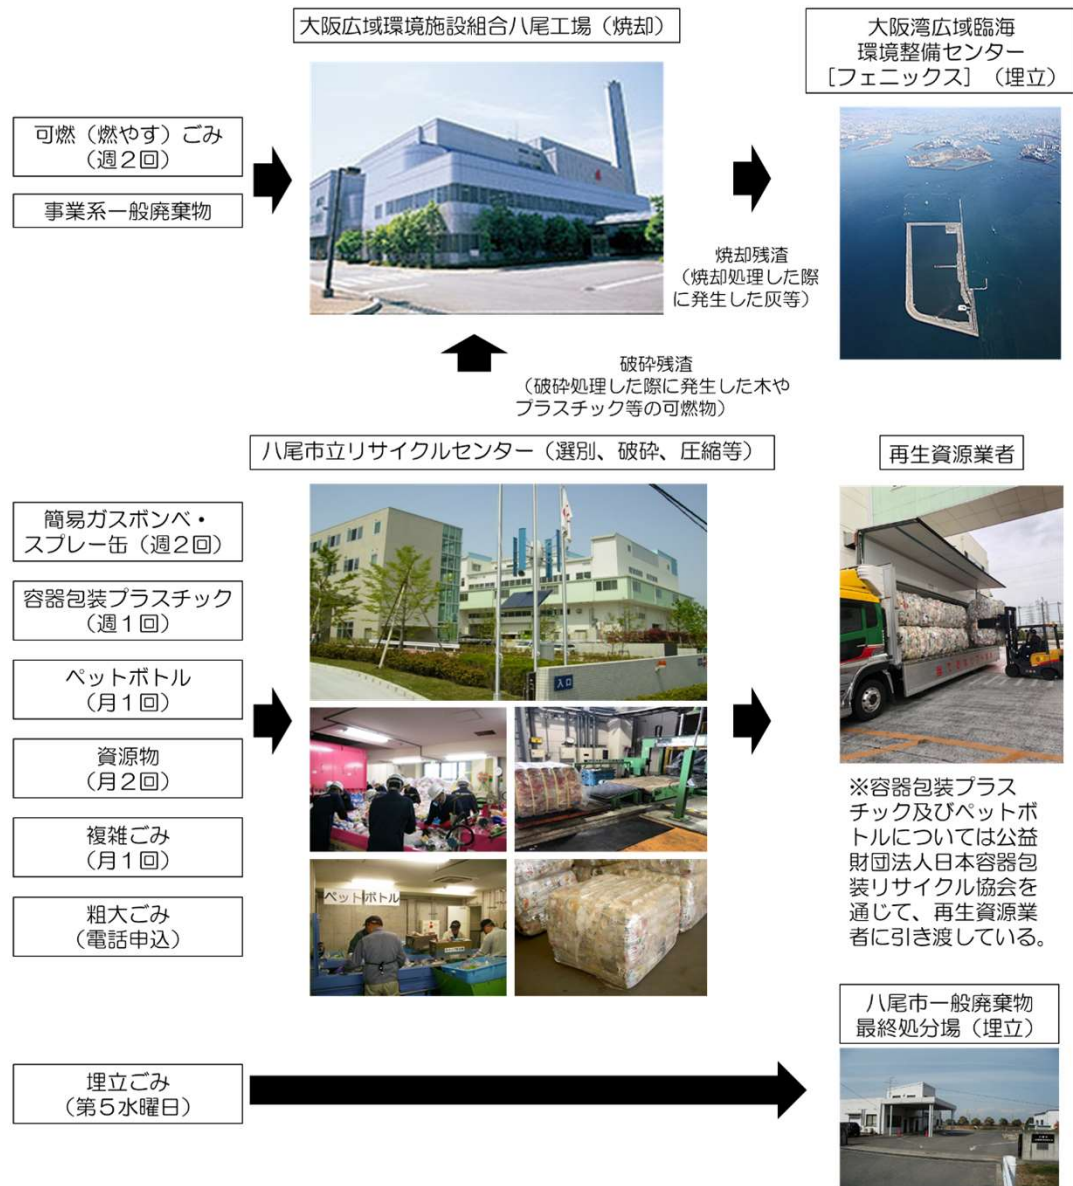 大阪広域環境施設組合八尾工場（焼却）
大阪湾広域臨海
環境整備センター
［フェニックス］（埋立）
可燃（燃やす）ごみ
（週２回）
事業系一般廃棄物
焼却残渣
（焼却処理した際
に発生した灰等）
破砕残渣
（破砕処理した際に発生した木や
プラスチック等の可燃物）
八尾市立リサイクルセンター（選別、破砕、圧縮等）
再生資源業者
簡易ガスボンベ・
スプレー缶（週２回）
容器包装プラスチック
（週１回）
ペットボトル
（月１回）
資源物
（月２回）
複雑ごみ
（月１回）
粗大ごみ
（電話申込）
入口
ペットボトル
※容器包装プラス
チック及びペットボ
トルについては公益
財団法人日本容器包
装リサイクル協会を
通じて、再生資源業
者に引き渡している。
八尾市一般廃棄物
最終処分場（埋立）
埋立ごみ
（第５水曜日）